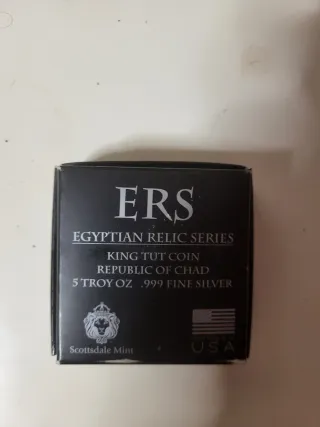 ERS
EGYPTIAN RELIC SERIES
KING TUT COIN
REPUBLIC OF CHAD
5 TROY OZ .999 FINE SILVER
Scottsdale Mint
USA